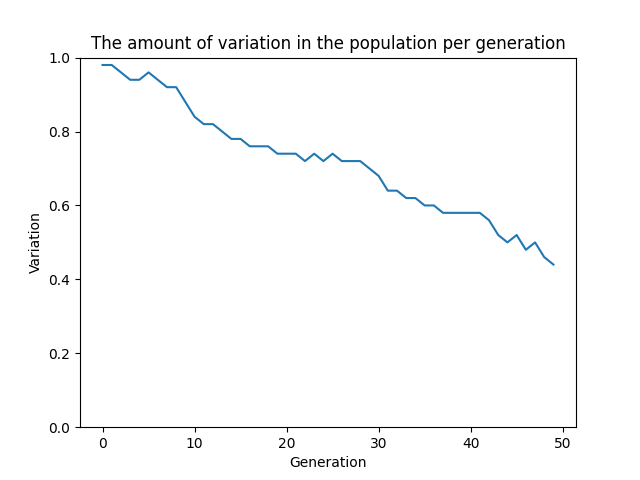 The amount of variation in the population per generation
1.0
0.8
0.6
0.4
0.2
0.0
Variation
0 10 20 30 40 50
Generation